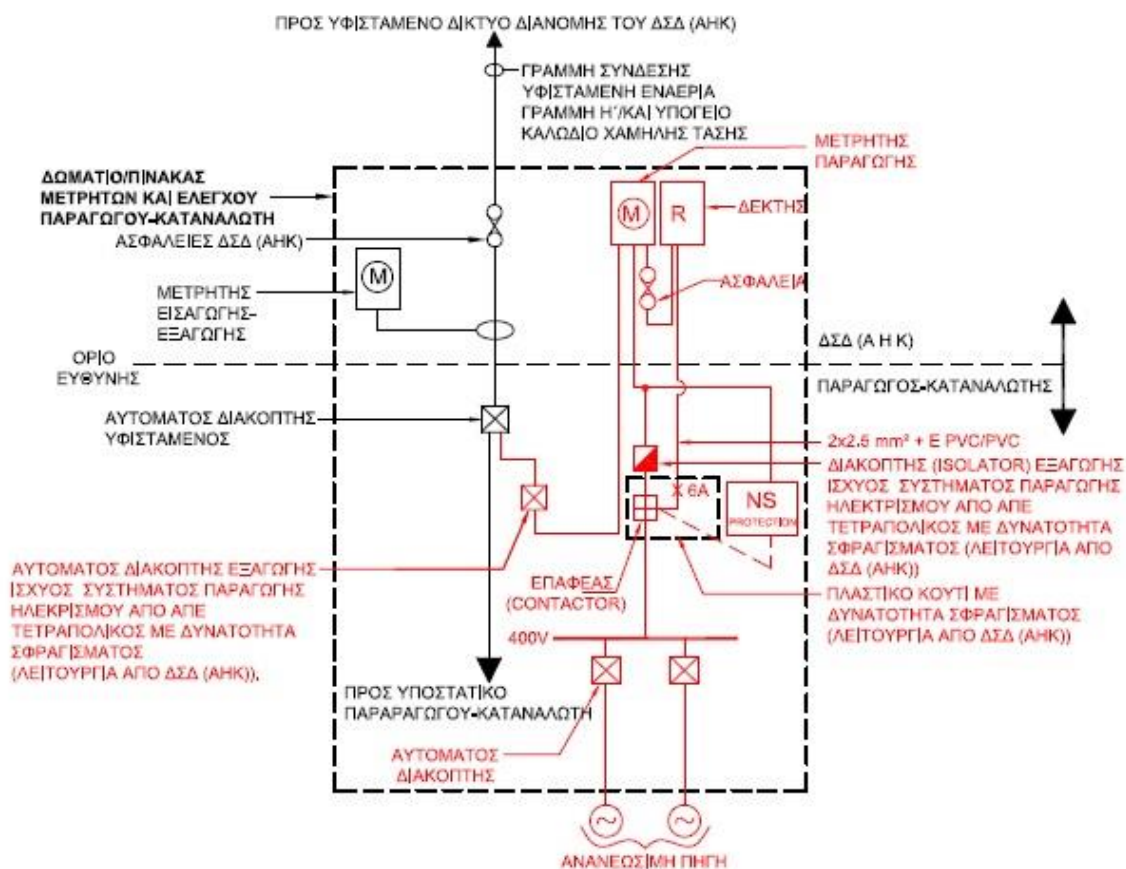 ΠΡΟΣ ΥΦΙΣΤΑΜΕΝΟ ΔΙΚΤΥΟ ΔΙΑΝΟΜΗΣ ΤΟΥ ΔΣΔ (ΑΗΚ)
ΓΡΑΜΜΗ ΣΥΝΔΕΣΗΣ
ΥΦΙΣΤΑΜΕΝΗ ΕΝΑΕΡΙΑ
ΓΡΑΜΜΗ Η΄/ΚΑΙ ΥΠΟΓΕΙΟ
ΚΑΛΩΔΙΟ ΧΑΜΗΛΗΣ ΤΑΣΗΣ
ΜΕΤΡΗΤΗΣ
ΠΑΡΑΓΩΓΗΣ
ΔΩΜΑΤΙΟ/ΠΙΝΑΚΑΣ
ΜΕΤΡΗΤΩΝ ΚΑΙ ΕΛΕΓΧΟΥ
ΠΑΡΑΓΩΓΟΥ-ΚΑΤΑΝΑΛΩΤΗ
ΑΣΦΑΛΕΙΕΣ ΔΣΔ (ΑΗΚ)
M
R
ΔΕΚΤΗΣ
M
ΜΕΤΡΗΤΗΣ
ΕΙΣΑΓΩΓΗΣ-
ΕΞΑΓΩΓΗΣ
ΑΣΦΑΛΕΙΑ
ΟΡΙΟ
ΕΥΘΥΝΗΣ
ΔΣΔ (Α Η Κ)
ΠΑΡΑΓΩΓΟΣ-ΚΑΤΑΝΑΛΩΤΗΣ
ΑΥΤΟΜΑΤΟΣ ΔΙΑΚΟΠΤΗΣ
ΥΦΙΣΤΑΜΕΝΟΣ
2x2.5 mm² + E PVC/PVC
ΔΙΑΚΟΠΤΗΣ (ISOLATOR) ΕΞΑΓΩΓΗΣ
ΙΣΧΥΟΣ ΣΥΣΤΗΜΑΤΟΣ ΠΑΡΑΓΩΓΗΣ
ΗΛΕΚΤΡΙΣΜΟΥ ΑΠΟ ΑΠΕ
ΤΕΤΡΑΠΟΛΙΚΟΣ ΜΕ ΔΥΝΑΤΟΤΗΤΑ
ΣΦΡΑΓΙΣΜΑΤΟΣ (ΛΕΙΤΟΥΡΓΙΑ ΑΠΟ
ΔΣΔ (ΑΗΚ))
X 6A
NS
PROTECTION
ΑΥΤΟΜΑΤΟΣ ΔΙΑΚΟΠΤΗΣ ΕΞΑΓΩΓΗΣ
ΙΣΧΥΟΣ ΣΥΣΤΗΜΑΤΟΣ ΠΑΡΑΓΩΓΗΣ
ΗΛΕΚΡΙΣΜΟΥ ΑΠΟ ΑΠΕ
ΤΕΤΡΑΠΟΛΙΚΟΣ ΜΕ ΔΥΝΑΤΟΤΗΤΑ
ΣΦΡΑΓΙΣΜΑΤΟΣ
(ΛΕΙΤΟΥΡΓΙΑ ΑΠΟ ΔΣΔ (ΑΗΚ)).
ΕΠΑΦΕΑΣ
(CONTACTOR)
ΠΛΑΣΤΙΚΟ ΚΟΥΤΙ ΜΕ
ΔΥΝΑΤΟΤΗΤΑ ΣΦΡΑΓΙΣΜΑΤΟΣ
(ΛΕΙΤΟΥΡΓΙΑ ΑΠΟ ΔΣΔ (ΑΗΚ))
400V
ΠΡΟΣ ΥΠΟΣΤΑΤΙΚΟ
ΠΑΡΑΡΑΓΩΓΟΥ-ΚΑΤΑΝΑΛΩΤΗ
ΑΥΤΟΜΑΤΟΣ
ΔΙΑΚΟΠΤΗΣ
ΑΝΑΝΕΩΣΙΜΗ ΠΗΓΗ